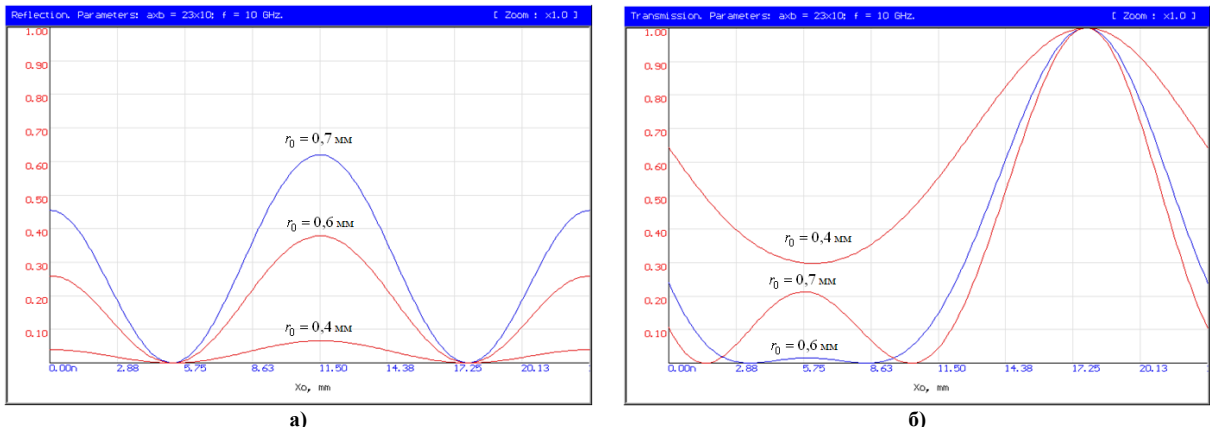 Reflection. Parameters: axb = 23x10; f = 10 GHz. [ Zoom : x1.0 ]
1.00
0.90
0.80
0.70
0.60
0.50
0.40
0.30
0.20
0.10
r₀ = 0,7 мм
r₀ = 0,6 мм
r₀ = 0,4 мм
0.00n 2.88 5.75 8.63 11.50 14.38 17.25 20.13
Xo, mm
а)
Transmission. Parameters: axb = 23x10; f = 10 GHz. [ Zoom : x1.0 ]
1.00
0.90
0.80
0.70
0.60
0.50
0.40
0.30
0.20
0.10
r₀ = 0,4 мм
r₀ = 0,7 мм
r₀ = 0,6 мм
0.00n 2.88 5.75 8.63 11.50 14.38 17.25 20.13
Xo, mm
б)